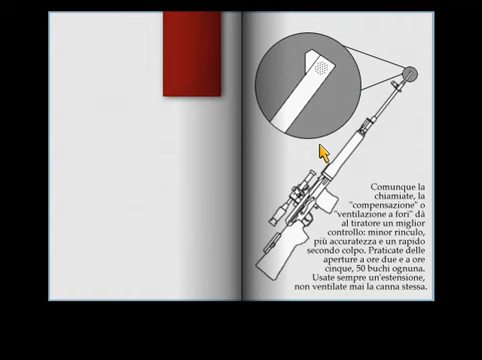 Comunque la
chiamiate, la
"compensazione" o
"ventilazione a fori" dà
al tiratore un miglior
controllo: minor rinculo,
più accuratezza e un rapido
secondo colpo. Praticate delle
aperture a ore due e a ore
cinque, 50 buchi ognuna.
Usate sempre un'estensione,
non ventilate mai la canna stessa.